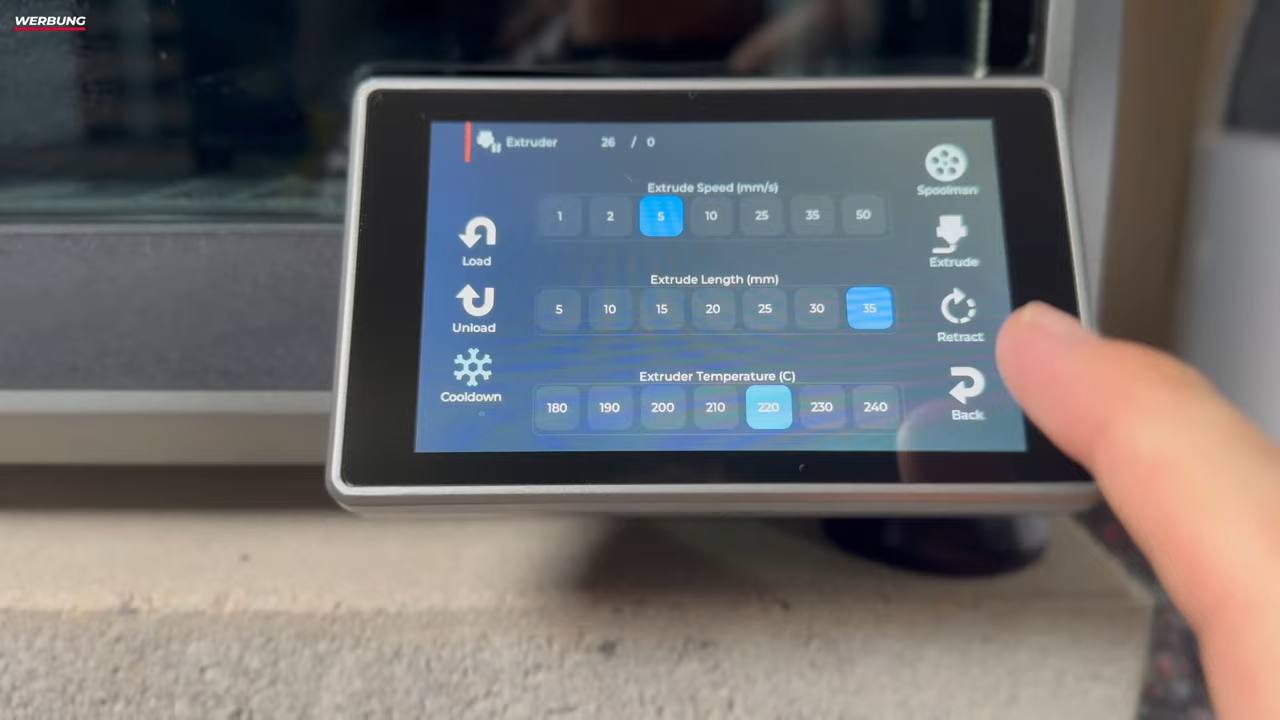 WERBUNG
Extruder 26 / 0
Spoolman
Extrude Speed (mm/s)
1 2 5 10 25 35 50
Load
Extrude
Extrude Length (mm)
5 10 15 20 25 30 35
Unload
Retract
Extruder Temperature (C)
180 190 200 210 220 230 240
Cooldown
Back